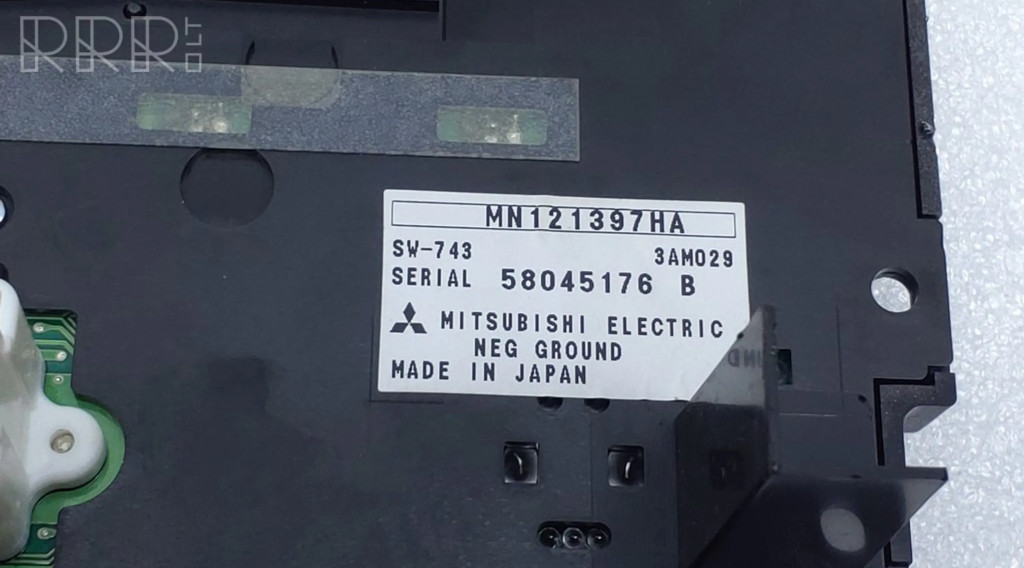 RRR.LT
MN121397HA
SW-743 3AM029
SERIAL 58045176 B
MITSUBISHI ELECTRIC
NEG GROUND
MADE IN JAPAN